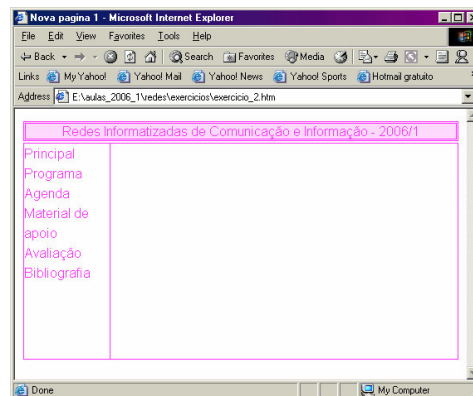 Nova pagina 1 - Microsoft Internet Explorer
File Edit View Favorites Tools Help
Back Search Favorites Media
Links My Yahoo! Yahoo! Mail Yahoo! News Yahoo! Sports Hotmail gratuito
Address E:\aulas_2006_1\redes\exercicios\exercicio_2.htm
Redes Informatizadas de Comunicação e Informação - 2006/1
Principal
Programa
Agenda
Material de
apoio
Avaliação
Bibliografia
Done My Computer